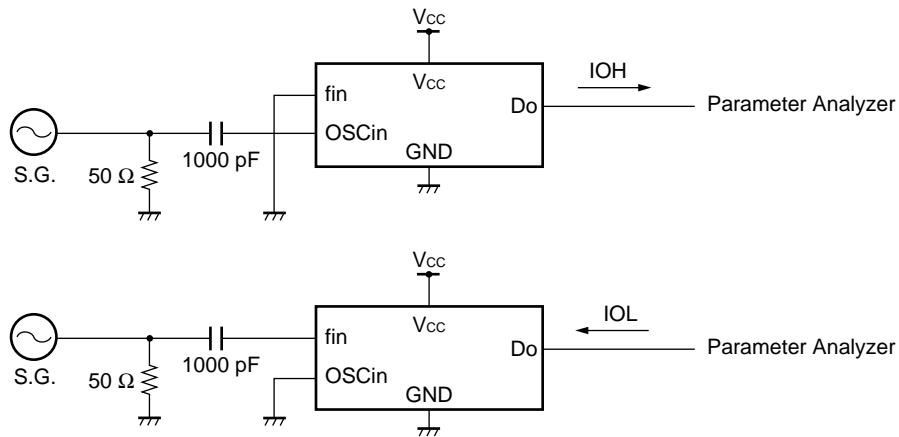 VCC
IOH
VCC
fin
Do
Parameter Analyzer
OSCin
GND
1000 pF
S.G.
50 Ω
VCC
IOL
VCC
fin
Do
Parameter Analyzer
OSCin
1000 pF
GND
S.G.
50 Ω